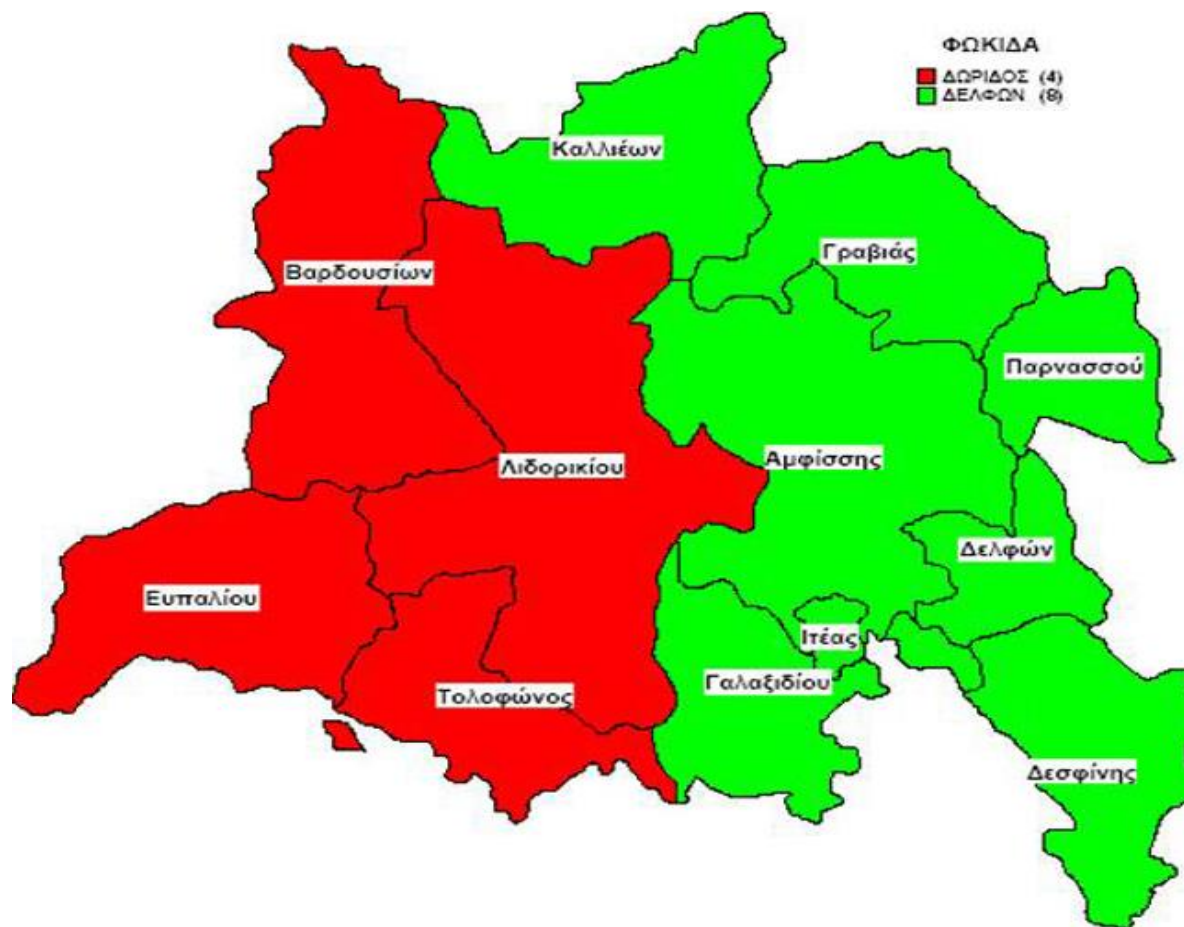 ΦΩΚΙΔΑ
ΔΩΡΙΔΟΣ (4)
ΔΕΛΦΩΝ (8)
Καλλιέων
Γραβιάς
Βαρδουσίων
Παρνασσού
Αμφίσσης
Λιδορικίου
Δελφών
Ευπαλίου
Ιτέας
Γαλαξιδίου
Τολοφώνος
Δεσφίνης